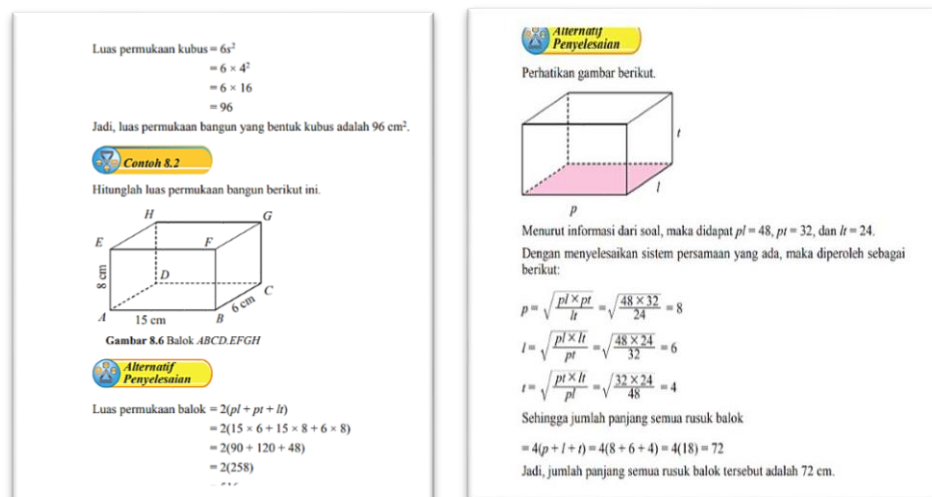 Luas permukaan kubus = 6s²
= 6 × 4²
= 6 × 16
= 96
Jadi, luas permukaan bangun yang bentuk kubus adalah 96 cm².
Contoh 8.2
Hitunglah luas permukaan bangun berikut ini.
H
G
E
F
8 cm
D
C
6 cm
A
15 cm
B
Gambar 8.6 Balok ABCD.EFGH
Alternatif
Penyelesaian
Luas permukaan balok = 2(pl + pt + lt)
= 2(15 × 6 + 15 × 8 + 6 × 8)
= 2(90 + 120 + 48)
= 2(258)
Alternatif
Penyelesaian
Perhatikan gambar berikut.
t
l
p
Menurut informasi dari soal, maka didapat pl = 48, pt = 32, dan lt = 24.
Dengan menyelesaikan sistem persamaan yang ada, maka diperoleh sebagai
berikut:
p = √((pl × pt)/lt) = √((48 × 32)/24) = 8
l = √((pl × lt)/pt) = √((48 × 24)/32) = 6
t = √((pt × lt)/pl) = √((32 × 24)/48) = 4
Sehingga jumlah panjang semua rusuk balok
= 4(p + l + t) = 4(8 + 6 + 4) = 4(18) = 72
Jadi, jumlah panjang semua rusuk balok tersebut adalah 72 cm.